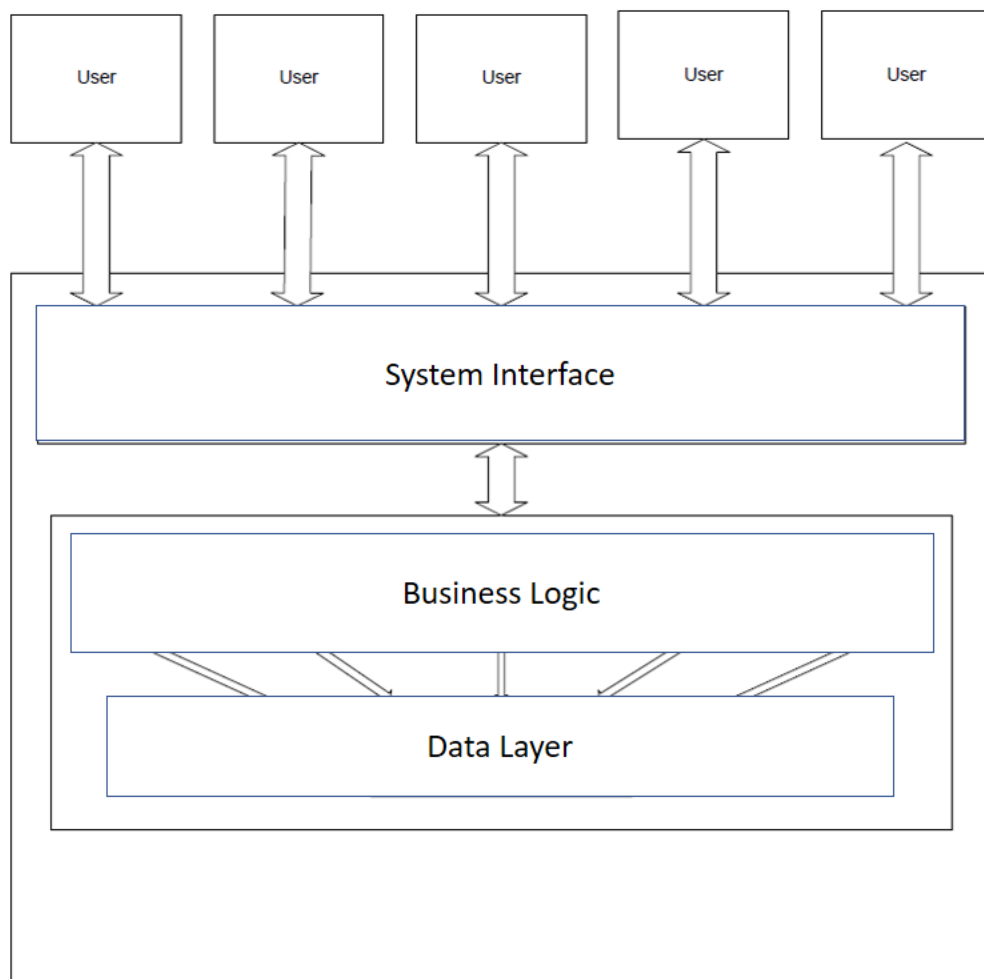 User
User
User
User
User
System Interface
Business Logic
Data Layer